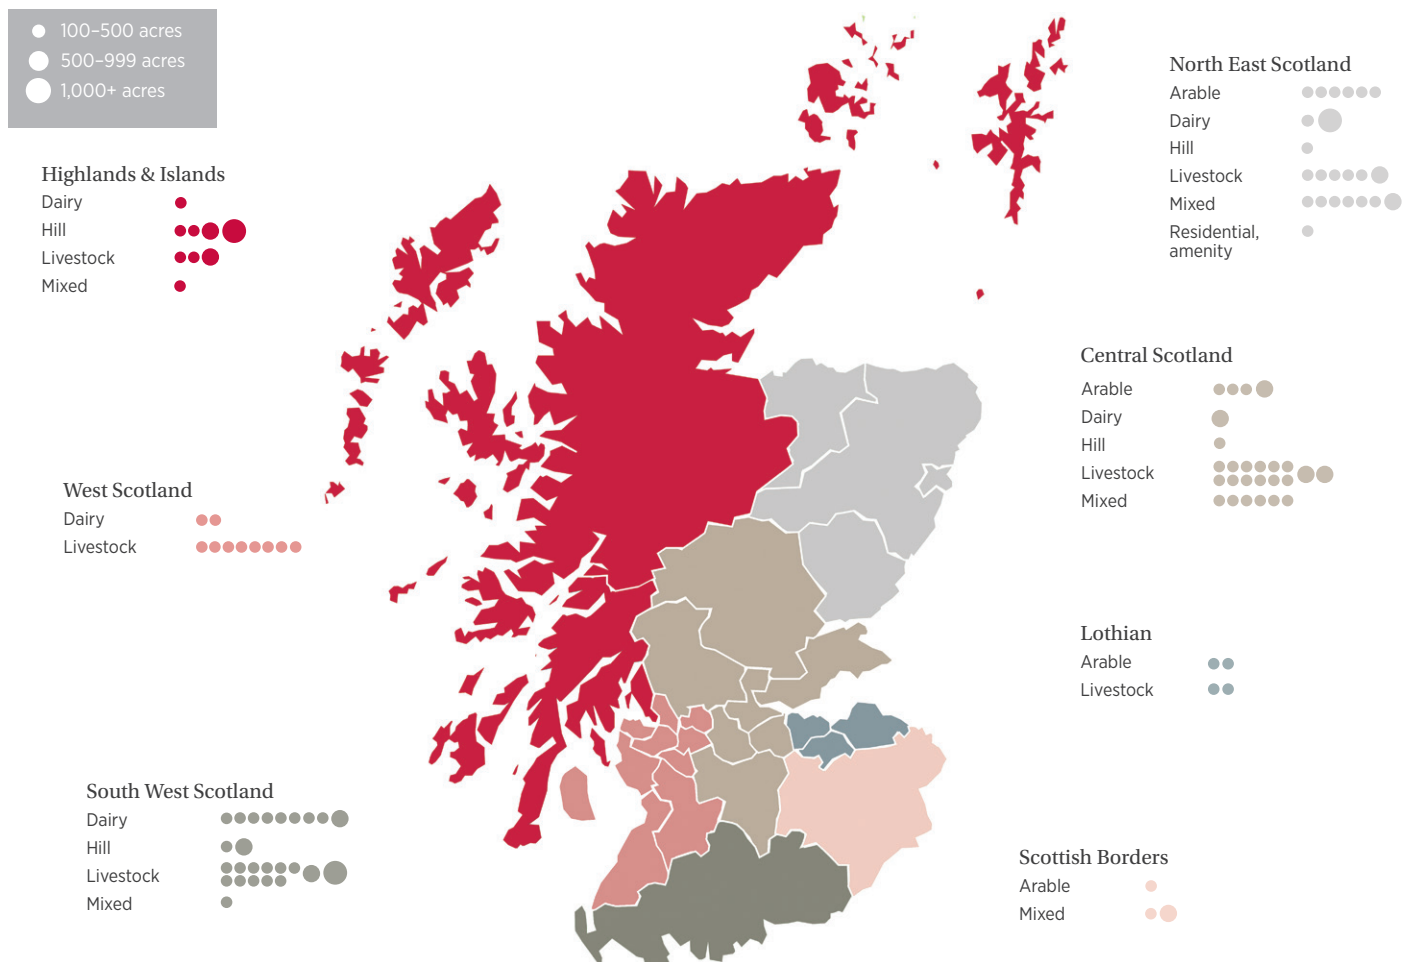 100–500 acres
500–999 acres
1,000+ acres
Highlands & Islands
Dairy
Hill
Livestock
Mixed
West Scotland
Dairy
Livestock
South West Scotland
Dairy
Hill
Livestock
Mixed
North East Scotland
Arable
Dairy
Hill
Livestock
Mixed
Residential,
amenity
Central Scotland
Arable
Dairy
Hill
Livestock
Mixed
Lothian
Arable
Livestock
Scottish Borders
Arable
Mixed